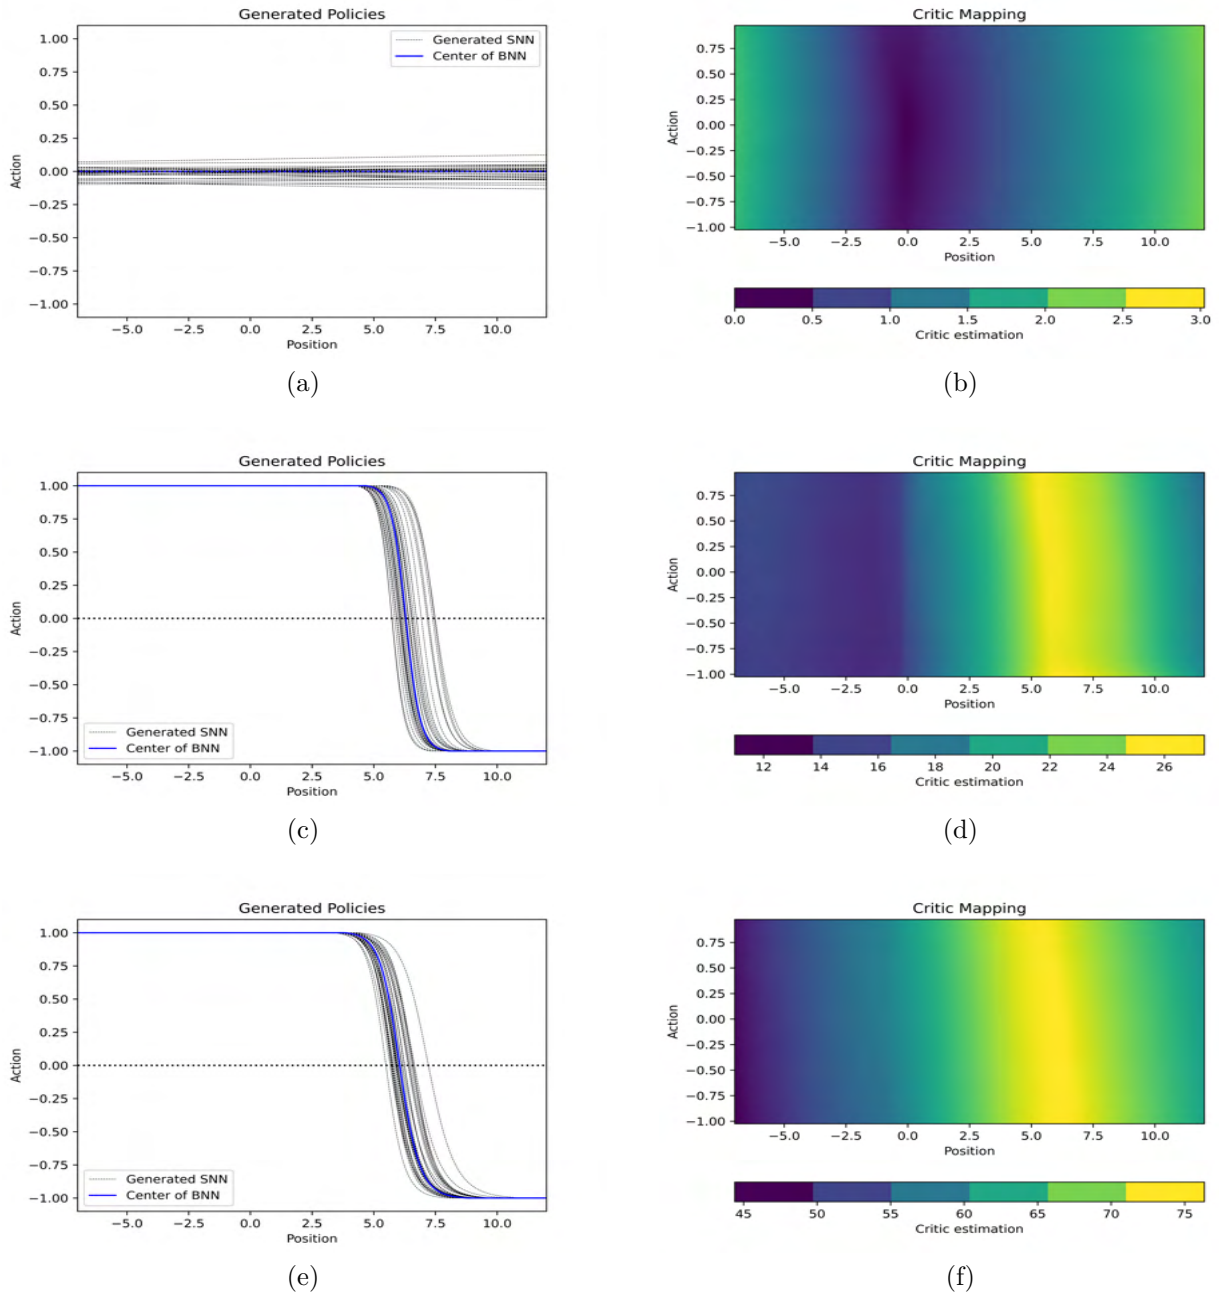 Generated Policies
1.00
0.75
0.50
0.25
0.00
−0.25
−0.50
−0.75
−1.00
Action
Generated SNN
Center of BNN
−5.0 −2.5 0.0 2.5 5.0 7.5 10.0
Position
(a)
Critic Mapping
0.75
0.50
0.25
0.00
−0.25
−0.50
−0.75
−1.00
Action
−5.0 −2.5 0.0 2.5 5.0 7.5 10.0
Position
0.0 0.5 1.0 1.5 2.0 2.5 3.0
Critic estimation
(b)
Generated Policies
1.00
0.75
0.50
0.25
0.00
−0.25
−0.50
−0.75
−1.00
Action
Generated SNN
Center of BNN
−5.0 −2.5 0.0 2.5 5.0 7.5 10.0
Position
(c)
Critic Mapping
0.75
0.50
0.25
0.00
−0.25
−0.50
−0.75
−1.00
Action
−5.0 −2.5 0.0 2.5 5.0 7.5 10.0
Position
12 14 16 18 20 22 24 26
Critic estimation
(d)
Generated Policies
1.00
0.75
0.50
0.25
0.00
−0.25
−0.50
−0.75
−1.00
Action
Generated SNN
Center of BNN
−5.0 −2.5 0.0 2.5 5.0 7.5 10.0
Position
(e)
Critic Mapping
0.75
0.50
0.25
0.00
−0.25
−0.50
−0.75
−1.00
Action
−5.0 −2.5 0.0 2.5 5.0 7.5 10.0
Position
45 50 55 60 65 70 75
Critic estimation
(f)